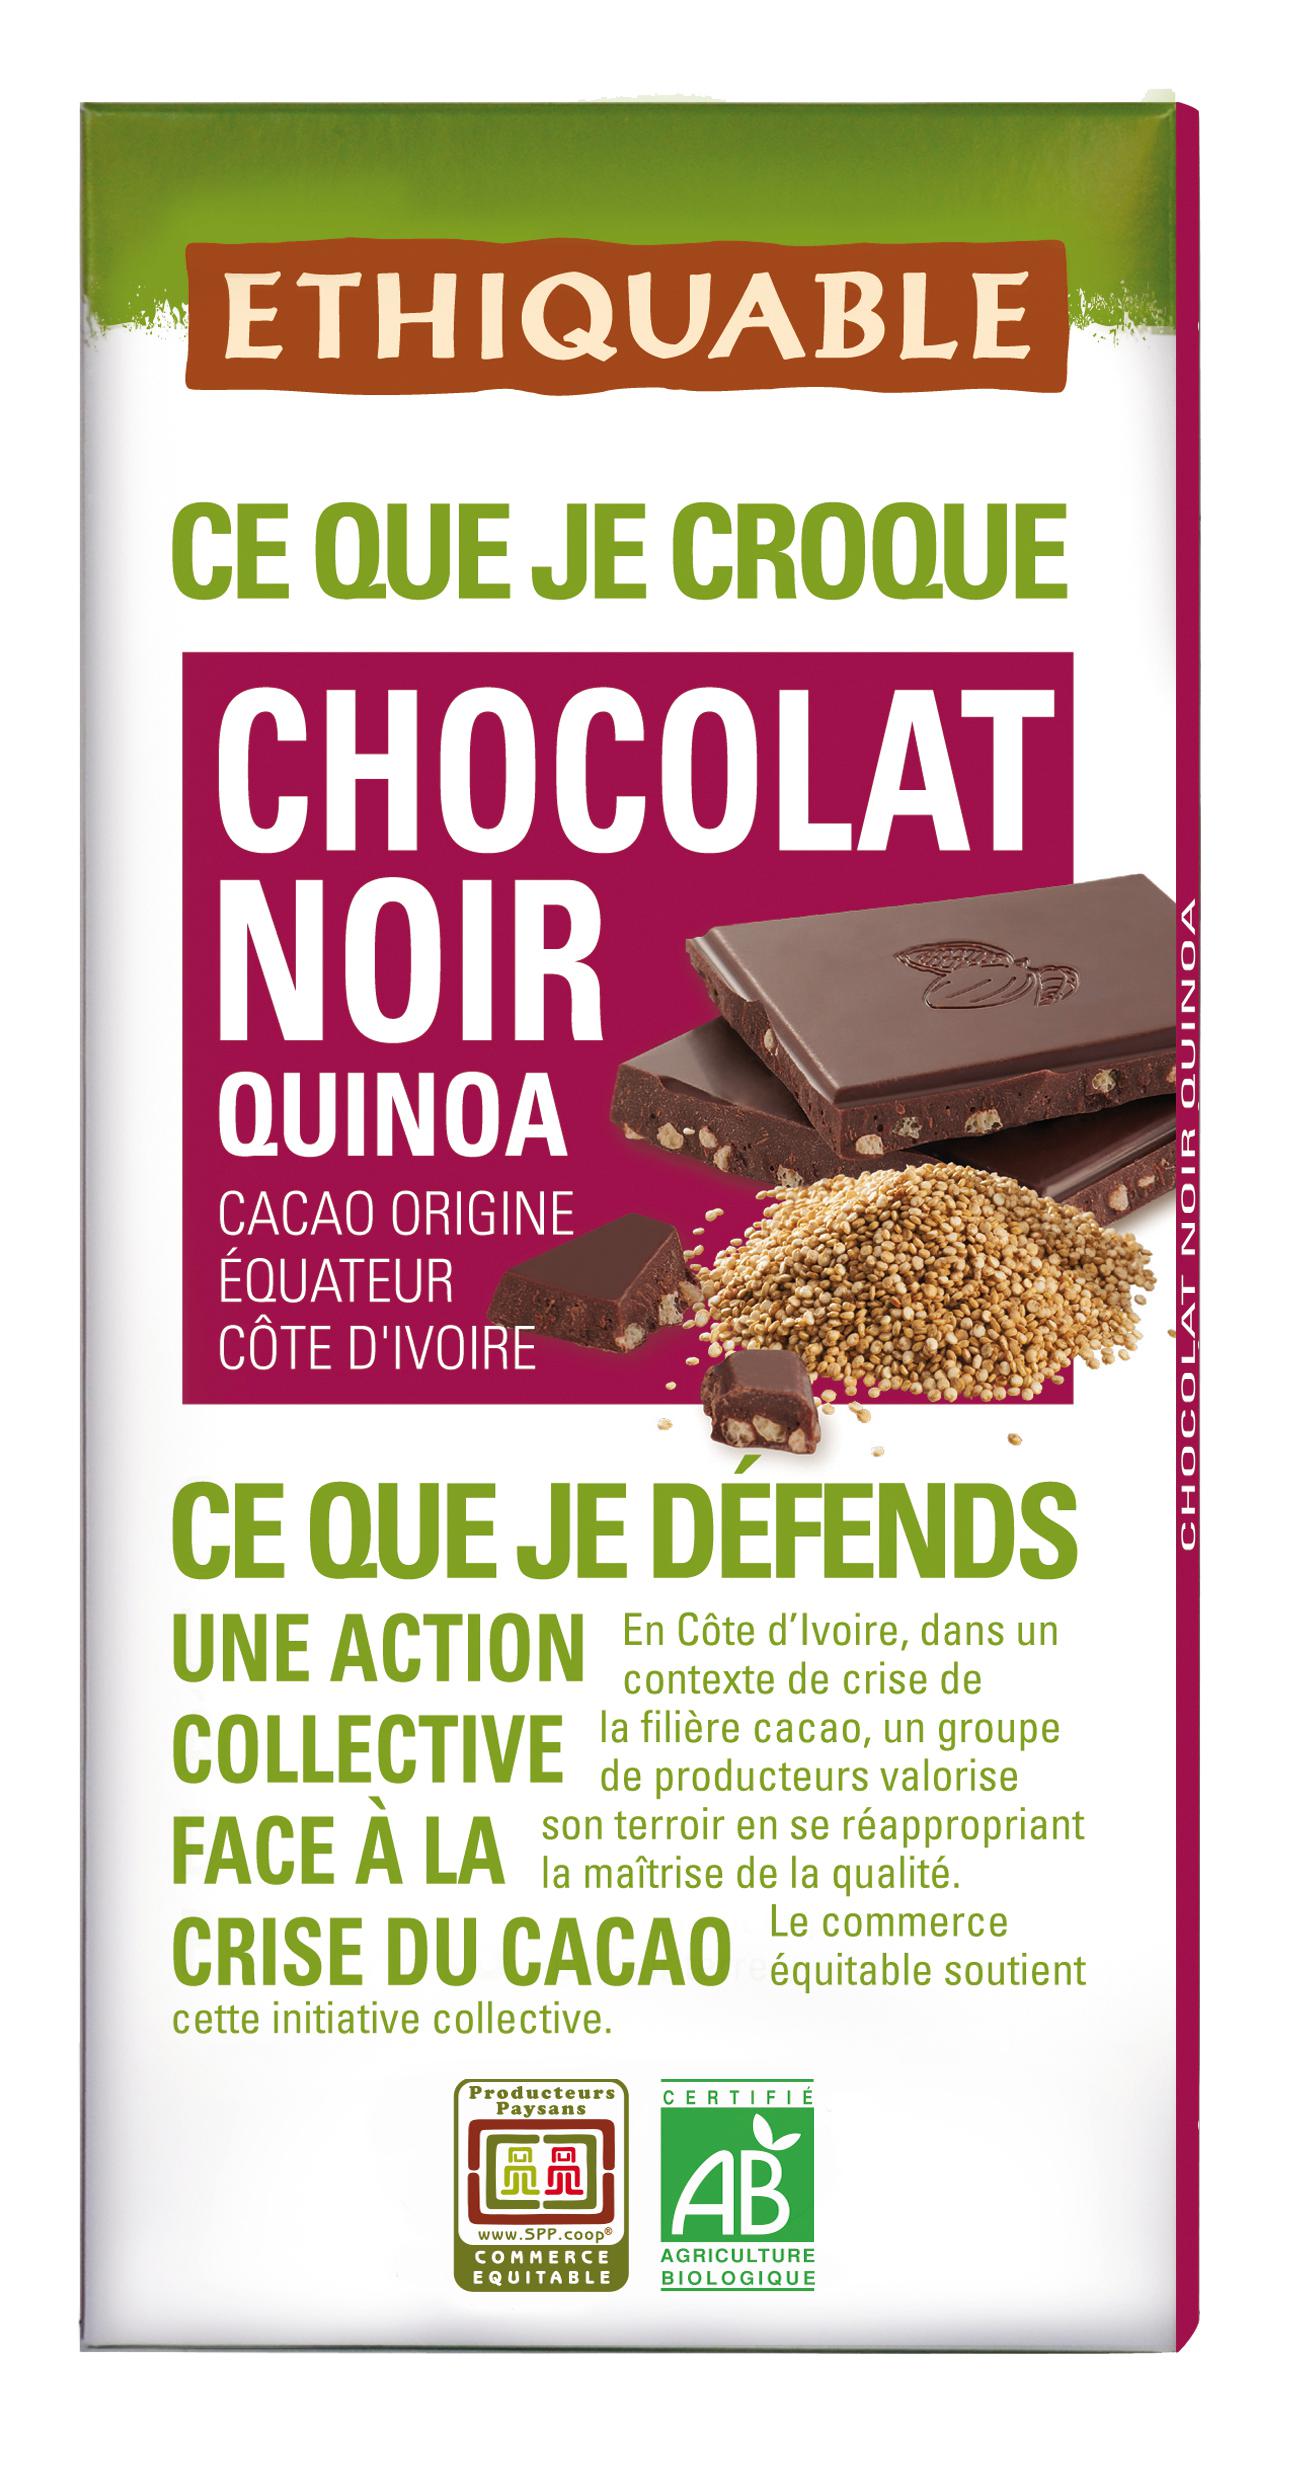 ETHIQUABLE
CE QUE JE CROQUE
CHOCOLAT
NOIR
QUINOA
CACAO ORIGINE
ÉQUATEUR
CÔTE D'IVOIRE
CHOCOLAT NOIR QUINOA
CE QUE JE DÉFENDS
UNE ACTION
COLLECTIVE
FACE À LA
CRISE DU CACAO
En Côte d’Ivoire, dans un
contexte de crise de
la filière cacao, un groupe
de producteurs valorise
son terroir en se réappropriant
la maîtrise de la qualité.
Le commerce
équitable soutient
cette initiative collective.
Producteurs
Paysans
www.SPP.coop®
COMMERCE
EQUITABLE
CERTIFIÉ
AB
AGRICULTURE
BIOLOGIQUE